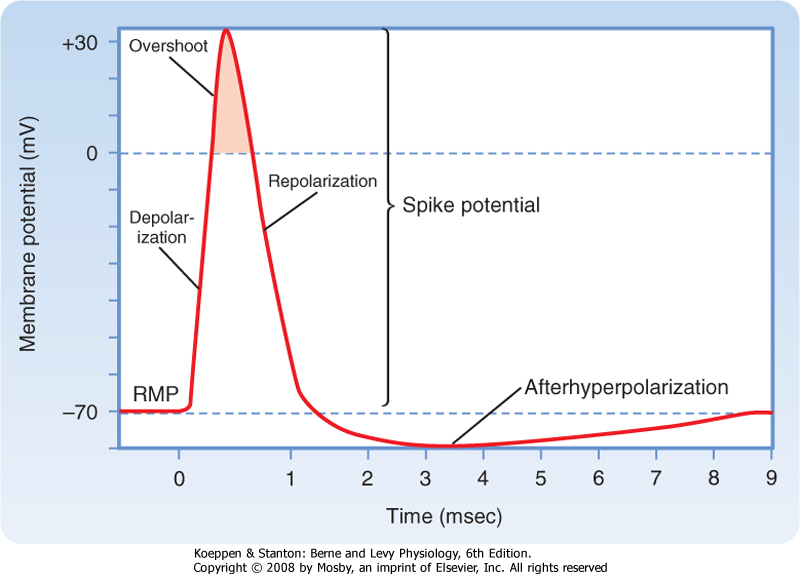 +30
Overshoot
0
Repolarization
Spike potential
Depolar-
ization
Membrane potential (mV)
RMP
Afterhyperpolarization
–70
0 1 2 3 4 5 6 7 8 9
Time (msec)
Koeppen & Stanton: Berne and Levy Physiology, 6th Edition.
Copyright © 2008 by Mosby, an imprint of Elsevier, Inc. All rights reserved